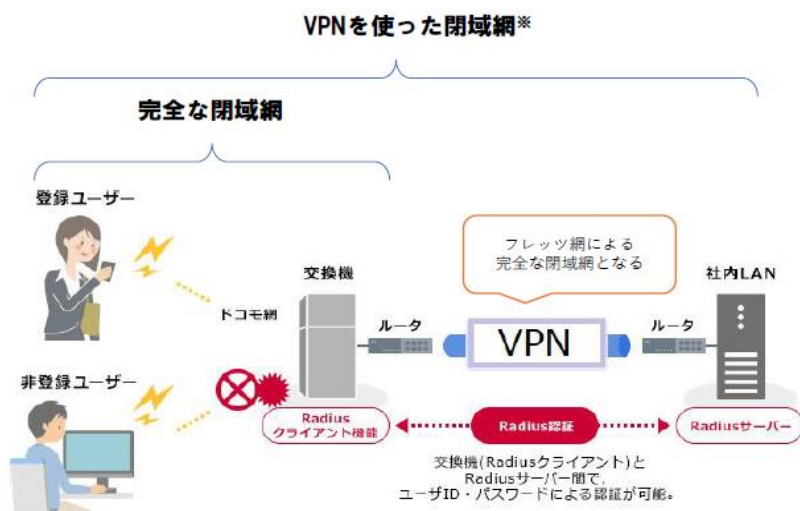 VPNを使った閉域網※
完全な閉域網
登録ユーザー
フレッツ網による
完全な閉域網となる
交換機
社内LAN
ドコモ網
ルータ
VPN
ルータ
非登録ユーザー
Radius
クライアント機能
Radius認証
Radiusサーバー
交換機(Radiusクライアント)と
Radiusサーバー間で、
ユーザID・パスワードによる認証が可能。